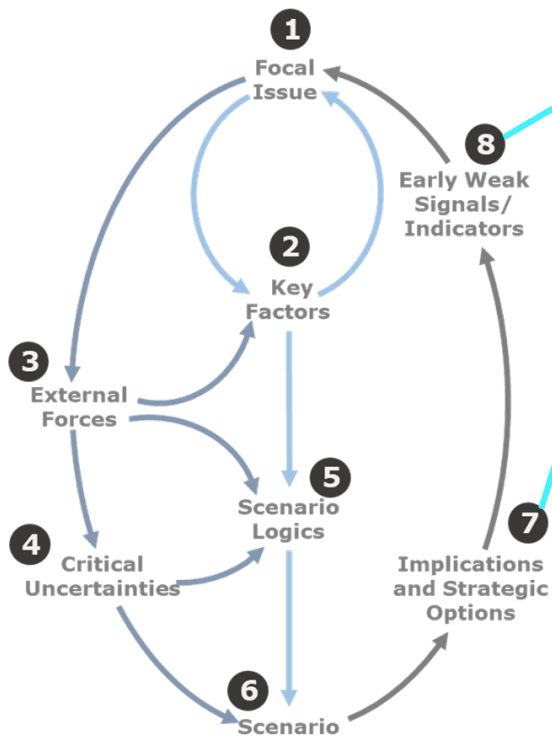 1
Focal
Issue
8
Early Weak
Signals/
Indicators
2
Key
Factors
3
External
Forces
5
Scenario
Logics
4
Critical
Uncertainties
7
Implications
and Strategic
Options
6
Scenario